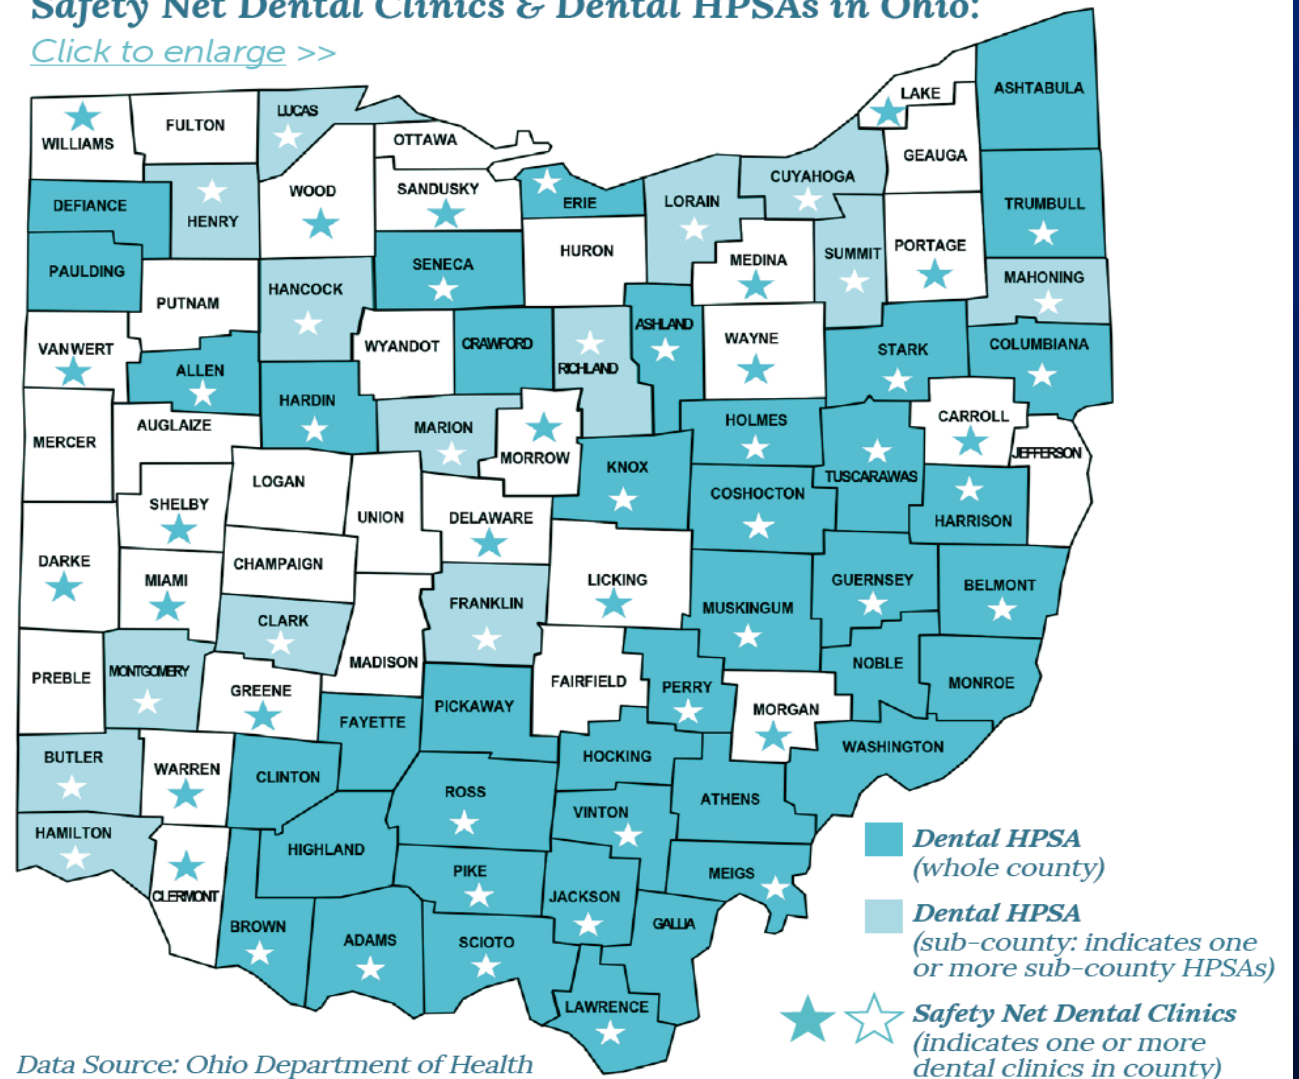 Safety Net Dental Clinics & Dental HPSAs in Ohio:
Click to enlarge >>
ASHTABULA
LAKE
LUCAS
FULTON
WILLIAMS
OTTAWA
GEAUGA
CUYAHOGA
WOOD
SANDUSKY
ERIE
LORAIN
TRUMBULL
DEFIANCE
HENRY
HURON
MEDINA
SUMMIT
PORTAGE
PAULDING
SENECA
MAHONING
HANCOCK
PUTNAM
ASHLAND
WAYNE
VAN WERT
WYANDOT
CRAWFORD
RICHLAND
STARK
COLUMBIANA
ALLEN
HARDIN
HOLMES
CARROLL
MERCER
AUGLAIZE
MARION
MORROW
KNOX
JEFFERSON
TUSCARAWAS
LOGAN
COSHOCTON
SHELBY
UNION
DELAWARE
HARRISON
DARKE
CHAMPAIGN
MIAMI
LICKING
GUERNSEY
BELMONT
FRANKLIN
MUSKINGUM
CLARK
MADISON
NOBLE
PREBLE
MONTGOMERY
GREENE
FAIRFIELD
PERRY
MONROE
MORGAN
FAYETTE
PICKAWAY
WASHINGTON
BUTLER
WARREN
CLINTON
HOCKING
ROSS
VINTON
ATHENS
HAMILTON
HIGHLAND
PIKE
MEIGS
CLERMONT
JACKSON
GALLIA
BROWN
ADAMS
SCIOTO
LAWRENCE
Dental HPSA
(whole county)
Dental HPSA
(sub-county: indicates one
or more sub-county HPSAs)
Safety Net Dental Clinics
(indicates one or more
dental clinics in county)
Data Source: Ohio Department of Health